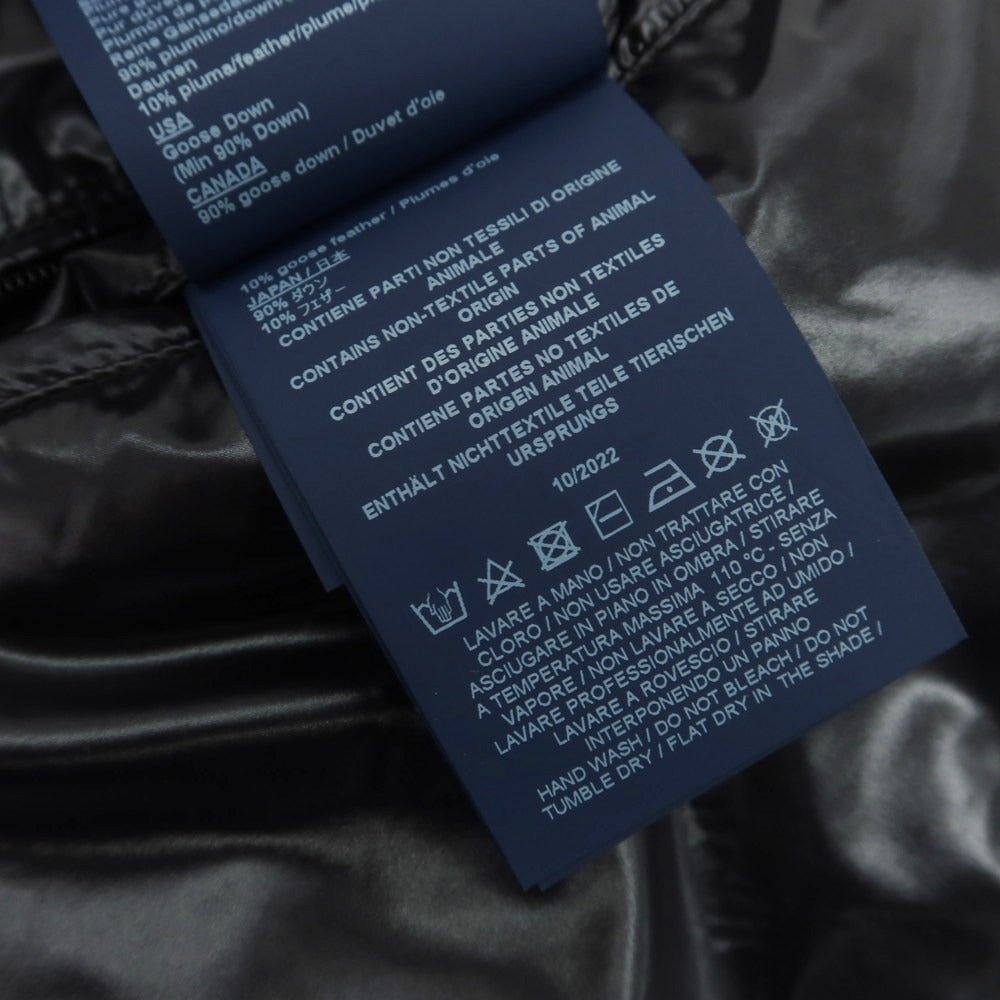 Pur duve
Piumino di
Reine Gänsedaun
90% piumino/down/
Daunen
10% piuma/feather/plume/p
USA
Goose Down
(Min 90% Down)
CANADA
90% goose down / Duvet d'oie
10% goose feather / Plumes d'oie
JAPAN / 日本
90% ダウン
10% フェザー
CONTIENE PARTI NON TESSILI DI ORIGINE
ANIMALE
CONTAINS NON-TEXTILE PARTS OF ANIMAL
ORIGIN
CONTIENT DES PARTIES NON TEXTILES
D'ORIGINE ANIMALE
CONTIENE PARTES NO TEXTILES DE
ORIGEN ANIMAL
ENTHÄLT NICHTTEXTILE TEILE TIERISCHEN
URSPRUNGS
10/2022
LAVARE A MANO / NON TRATTARE CON
CLORO / NON USARE ASCIUGATRICE /
ASCIUGARE IN PIANO IN OMBRA / STIRARE
A TEMPERATURA MASSIMA 110 °C - SENZA
VAPORE / NON LAVARE A SECCO / NON
LAVARE PROFESSIONALMENTE AD UMIDO /
LAVARE A ROVESCIO / STIRARE
INTERPONENDO UN PANNO
HAND WASH / DO NOT BLEACH / DO NOT
TUMBLE DRY / FLAT DRY IN THE SHADE /